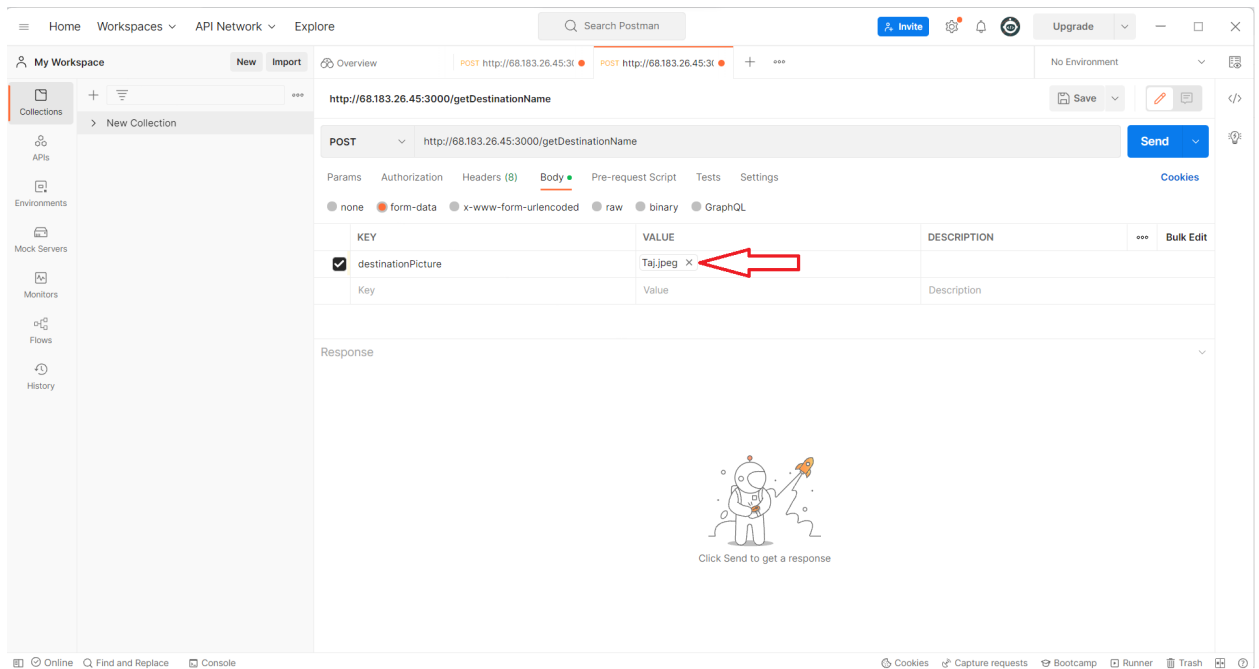 Home Workspaces API Network Explore Search Postman Invite Upgrade
My Workspace New Import Overview POST http://68.183.26.45:3( POST http://68.183.26.45:3( No Environment
Collections
New Collection
http://68.183.26.45:3000/getDestinationName Save
POST http://68.183.26.45:3000/getDestinationName Send
APIs
Params Authorization Headers (8) Body Pre-request Script Tests Settings Cookies
Environments
none form-data x-www-form-urlencoded raw binary GraphQL
KEY VALUE DESCRIPTION Bulk Edit
Mock Servers
destinationPicture Taj.jpeg
Monitors
Key Value Description
Flows
Response
History
Click Send to get a response
Online Find and Replace Console Cookies Capture requests Bootcamp Runner Trash